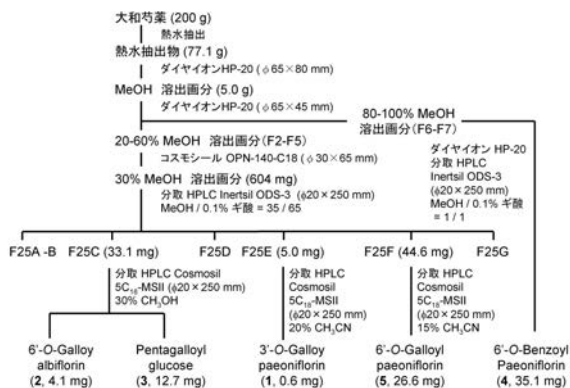 大和芍薬 (200 g)
熱水抽出
熱水抽出物 (77.1 g)
ダイヤイオンHP-20 (φ65×80 mm)
MeOH 溶出画分 (5.0 g)
ダイヤイオンHP-20 (φ65×45 mm)
80-100% MeOH
溶出画分(F6-F7)
20-60% MeOH 溶出画分(F2-F5)
コスモシール OPN-140-C18 (φ30×65 mm)
30% MeOH 溶出画分 (604 mg)
分取 HPLC Inertsil ODS-3 (ϕ20×250 mm)
MeOH / 0.1% ギ酸 = 35 / 65
ダイヤイオン HP-20
分取 HPLC
Inertsil ODS-3
(ϕ20×250 mm)
MeOH / 0.1% ギ酸
= 1 / 1
F25A -B F25C (33.1 mg) F25D F25E (5.0 mg) F25F (44.6 mg) F25G
分取 HPLC Cosmosil
5C18-MSII (ϕ20×250 mm)
30% CH3OH
分取 HPLC
Cosmosil
5C18-MSII
(ϕ20×250 mm)
20% CH3CN
分取 HPLC
Cosmosil
5C18-MSII
(ϕ20×250 mm)
15% CH3CN
6'-O-Galloy
albiflorin
(2, 4.1 mg)
Pentagalloyl
glucose
(3, 12.7 mg)
3'-O-Galloy
paeoniflorin
(1, 0.6 mg)
6'-O-Galloyl
paeoniflorin
(5, 26.6 mg)
6'-O-Benzoyl
Paeoniflorin
(4, 35.1 mg)